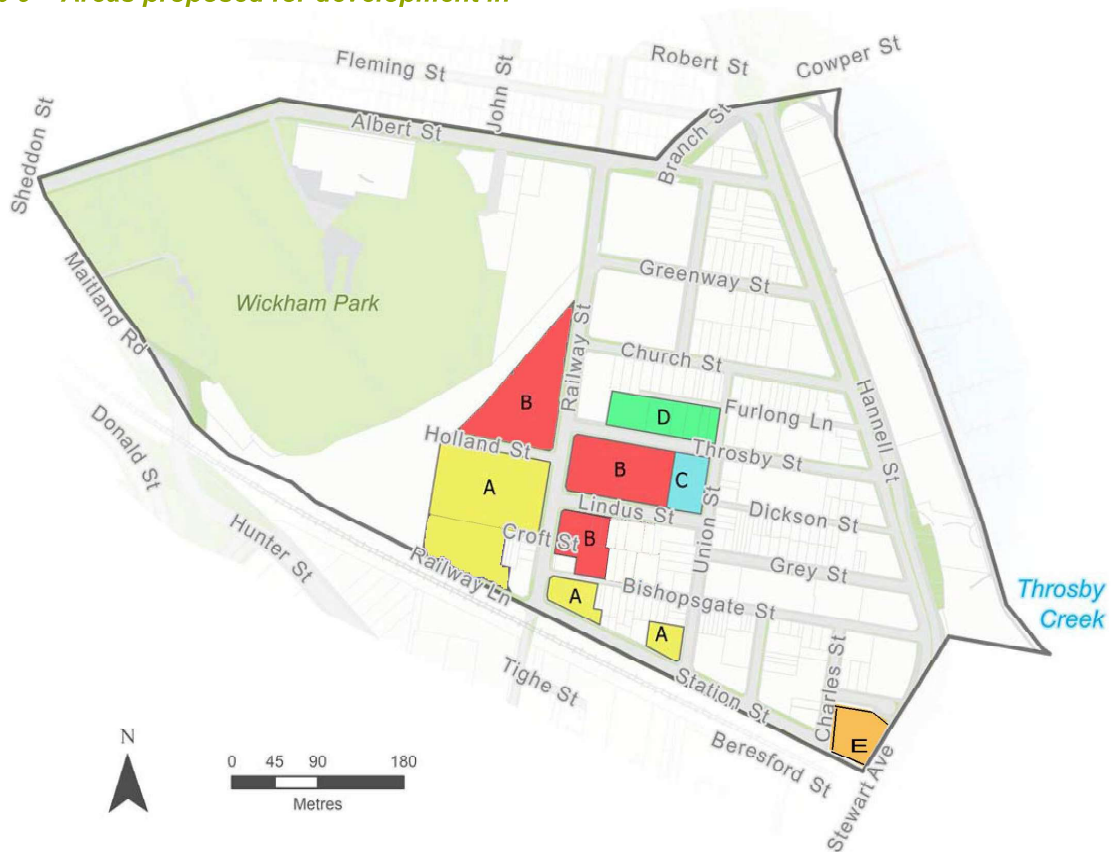 Areas proposed for development in
Fleming St
John St
Robert St
Cowper St
Sheddon St
Albert St
Branch St
Maitland Rd
Wickham Park
Greenway St
Railway St
Church St
Hannell St
B
D
Furlong Ln
Donald St
Holland St
Throsby St
A
B
C
Lindus St
Union St
Dickson St
Hunter St
Croft St
B
Railway Ln
Grey St
A
Bishopsgate St
Throsby
Creek
A
Tighe St
Station St
Charles St
E
Beresford St
Stewart Ave
N
0 45 90 180
Metres